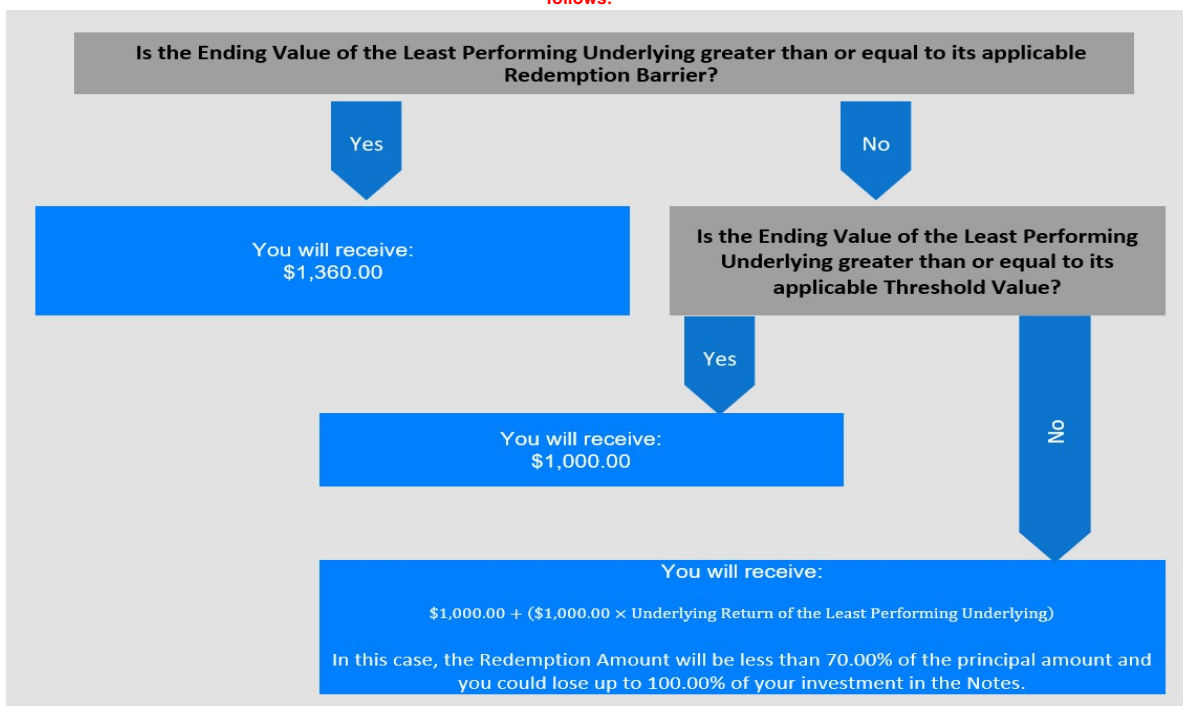 follows:
Is the Ending Value of the Least Performing Underlying greater than or equal to its applicable
Redemption Barrier?
Yes
No
You will receive:
$1,360.00
Is the Ending Value of the Least Performing
Underlying greater than or equal to its
applicable Threshold Value?
Yes
No
You will receive:
$1,000.00
You will receive:
$1,000.00 + ($1,000.00 × Underlying Return of the Least Performing Underlying)
In this case, the Redemption Amount will be less than 70.00% of the principal amount and
you could lose up to 100.00% of your investment in the Notes.